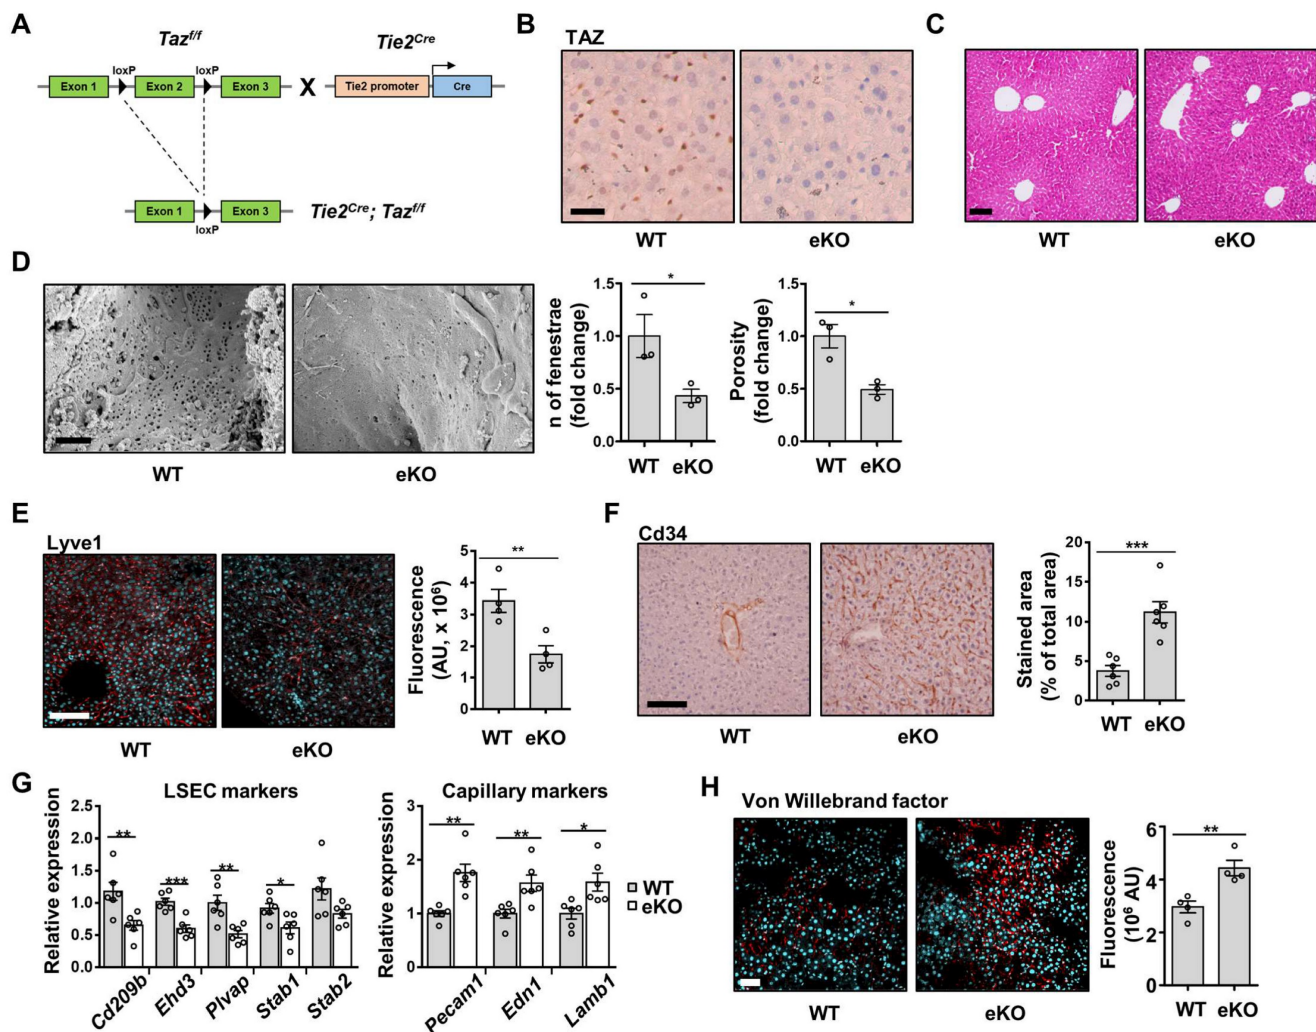 A
Taz^f/f
Tie2^Cre
loxP
loxP
Exon 1
Exon 2
Exon 3
X
Tie2 promoter
Cre
Exon 1
Exon 3
loxP
Tie2^Cre; Taz^f/f
B
TAZ
WT
eKO
C
WT
eKO
D
WT
eKO
n of fenestrae
(fold change)
1.5
1.0
0.5
0.0
*
WT
eKO
Porosity
(fold change)
1.5
1.0
0.5
0.0
*
WT
eKO
E
Lyve1
WT
eKO
Fluorescence
(AU, x 10⁶)
5
4
3
2
1
0
**
WT
eKO
F
Cd34
WT
eKO
Stained area
(% of total area)
20
15
10
5
0
***
WT
eKO
G
LSEC markers
Relative expression
2.5
2.0
1.5
1.0
0.5
0.0
**
***
**
*
Cd209b
Ehd3
Plvap
Stab1
Stab2
Capillary markers
Relative expression
3
2
1
0
**
**
*
Pecam1
Edn1
Lamb1
WT
eKO
H
Von Willebrand factor
WT
eKO
Fluorescence
(10⁶ AU)
6
4
2
0
**
WT
eKO